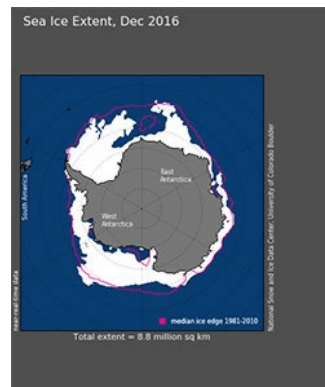 Sea Ice Extent, Dec 2016
South America
East
Antarctica
West
Antarctica
near-real-time data
median ice edge 1981-2010
National Snow and Ice Data Center, University of Colorado Boulder
Total extent = 8.8 million sq km